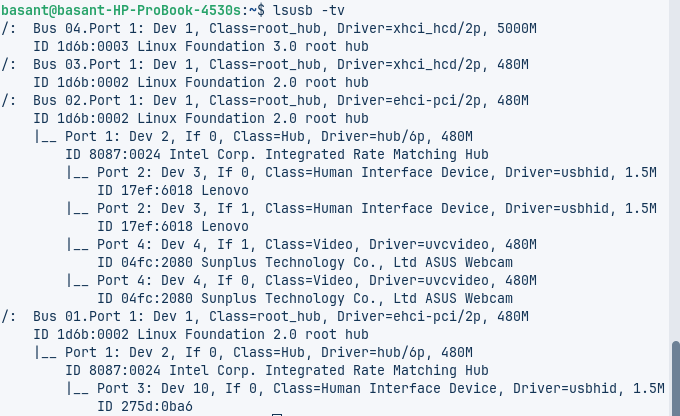 basant@basant-HP-ProBook-4530s:~$ lsusb -tv
/:  Bus 04.Port 1: Dev 1, Class=root_hub, Driver=xhci_hcd/2p, 5000M
    ID 1d6b:0003 Linux Foundation 3.0 root hub
/:  Bus 03.Port 1: Dev 1, Class=root_hub, Driver=xhci_hcd/2p, 480M
    ID 1d6b:0002 Linux Foundation 2.0 root hub
/:  Bus 02.Port 1: Dev 1, Class=root_hub, Driver=ehci-pci/2p, 480M
    ID 1d6b:0002 Linux Foundation 2.0 root hub
    |__ Port 1: Dev 2, If 0, Class=Hub, Driver=hub/6p, 480M
        ID 8087:0024 Intel Corp. Integrated Rate Matching Hub
        |__ Port 2: Dev 3, If 0, Class=Human Interface Device, Driver=usbhid, 1.5M
            ID 17ef:6018 Lenovo
        |__ Port 2: Dev 3, If 1, Class=Human Interface Device, Driver=usbhid, 1.5M
            ID 17ef:6018 Lenovo
        |__ Port 4: Dev 4, If 1, Class=Video, Driver=uvcvideo, 480M
            ID 04fc:2080 Sunplus Technology Co., Ltd ASUS Webcam
        |__ Port 4: Dev 4, If 0, Class=Video, Driver=uvcvideo, 480M
            ID 04fc:2080 Sunplus Technology Co., Ltd ASUS Webcam
/:  Bus 01.Port 1: Dev 1, Class=root_hub, Driver=ehci-pci/2p, 480M
    ID 1d6b:0002 Linux Foundation 2.0 root hub
    |__ Port 1: Dev 2, If 0, Class=Hub, Driver=hub/6p, 480M
        ID 8087:0024 Intel Corp. Integrated Rate Matching Hub
        |__ Port 3: Dev 10, If 0, Class=Human Interface Device, Driver=usbhid, 1.5M
            ID 275d:0ba6